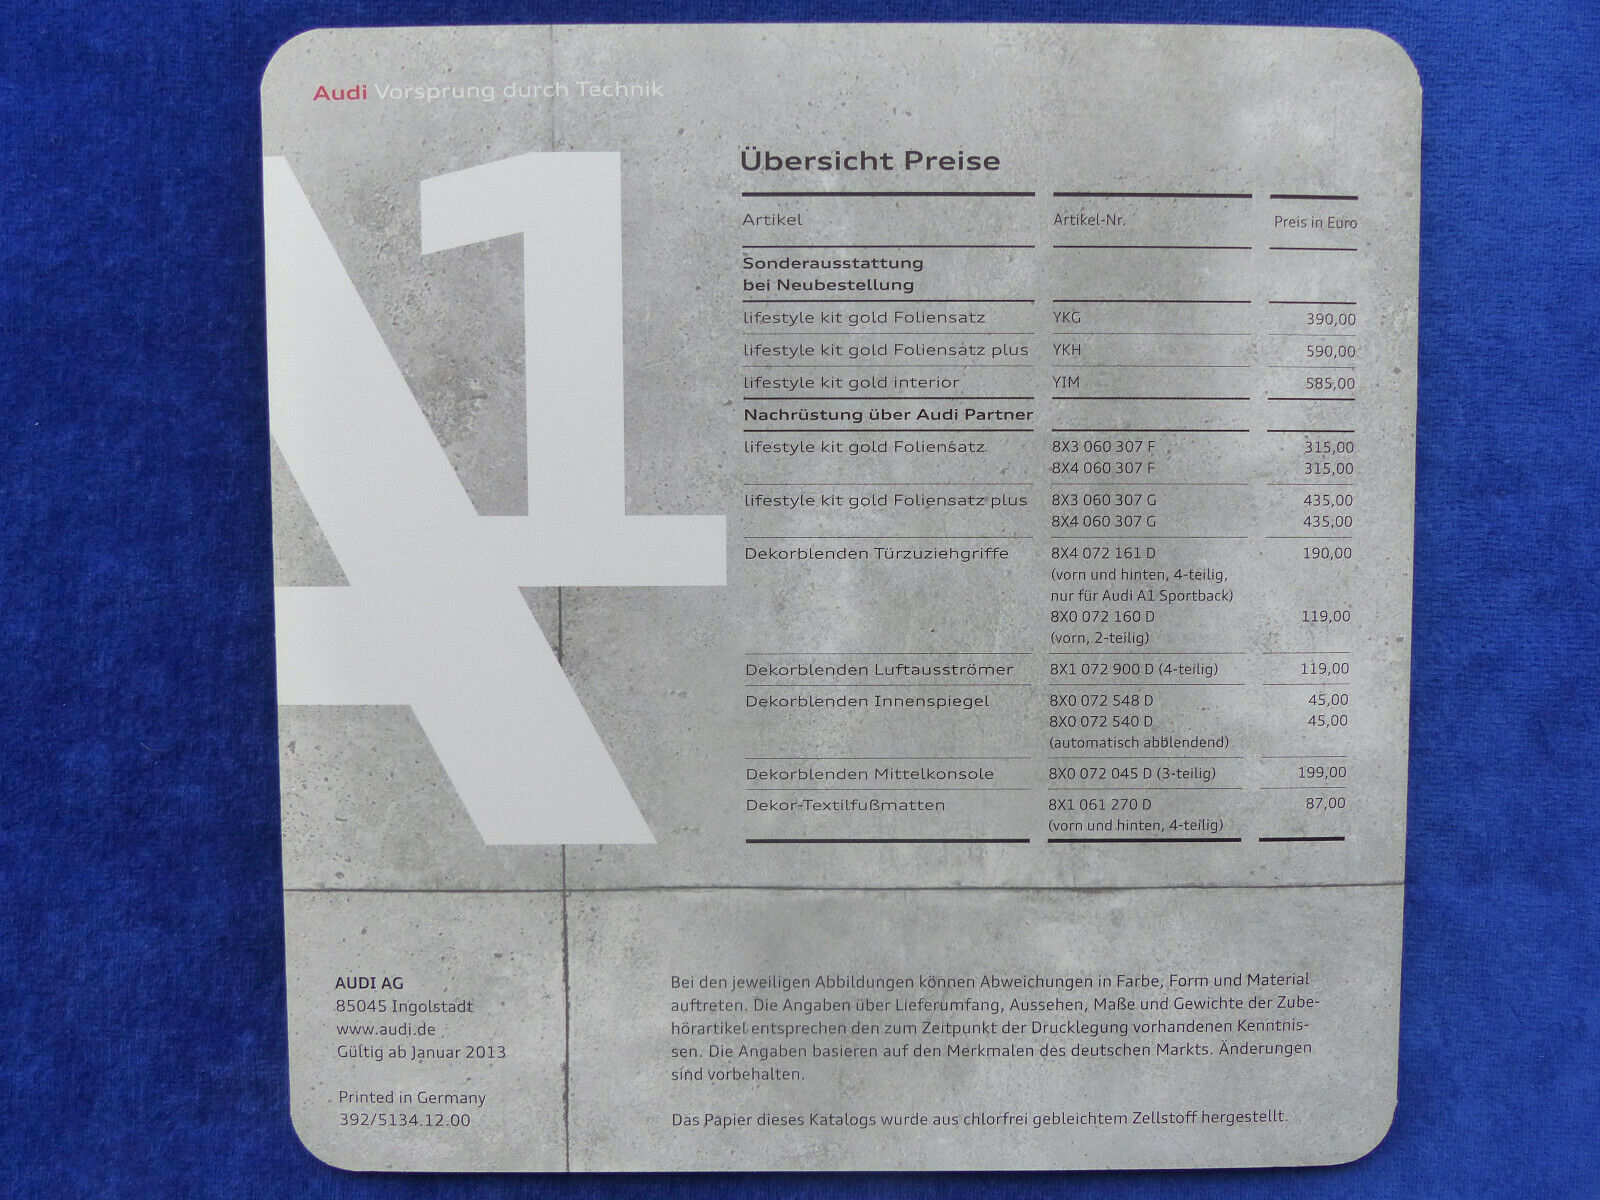 Audi Vorsprung durch Technik
A1
Übersicht Preise
Artikel Artikel-Nr. Preis in Euro
Sonderausstattung
bei Neubestellung
lifestyle kit gold Foliensatz YKG 390,00
lifestyle kit gold Foliensatz plus YKH 590,00
lifestyle kit gold interior YIM 585,00
Nachrüstung über Audi Partner
lifestyle kit gold Foliensatz 8X3 060 307 F 315,00
8X4 060 307 F 315,00
lifestyle kit gold Foliensatz plus 8X3 060 307 G 435,00
8X4 060 307 G 435,00
Dekorblenden Türzuziehgriffe 8X4 072 161 D 190,00
(vorn und hinten, 4-teilig,
nur für Audi A1 Sportback)
8X0 072 160 D 119,00
(vorn, 2-teilig)
Dekorblenden Luftausströmer 8X1 072 900 D (4-teilig) 119,00
Dekorblenden Innenspiegel 8X0 072 548 D 45,00
8X0 072 540 D 45,00
(automatisch abblendend)
Dekorblenden Mittelkonsole 8X0 072 045 D (3-teilig) 199,00
Dekor-Textilfußmatten 8X1 061 270 D 87,00
(vorn und hinten, 4-teilig)
AUDI AG
85045 Ingolstadt
www.audi.de
Gültig ab Januar 2013
Printed in Germany
392/5134.12.00
Bei den jeweiligen Abbildungen können Abweichungen in Farbe, Form und Material
auftreten. Die Angaben über Lieferumfang, Aussehen, Maße und Gewichte der Zube-
hörartikel entsprechen den zum Zeitpunkt der Drucklegung vorhandenen Kenntnis-
sen. Die Angaben basieren auf den Merkmalen des deutschen Markts. Änderungen
sind vorbehalten.
Das Papier dieses Katalogs wurde aus chlorfrei gebleichtem Zellstoff hergestellt.